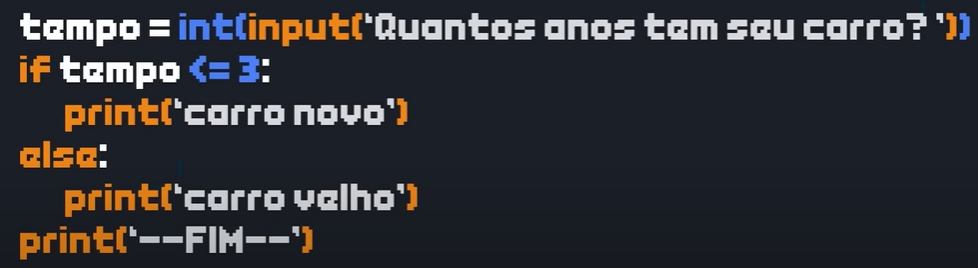 tempo = int(input(‘Quantos anos tem seu carro? ’))
if tempo <= 3:
    print(‘carro novo’)
else:
    print(‘carro velho’)
print(‘--FIM--’)